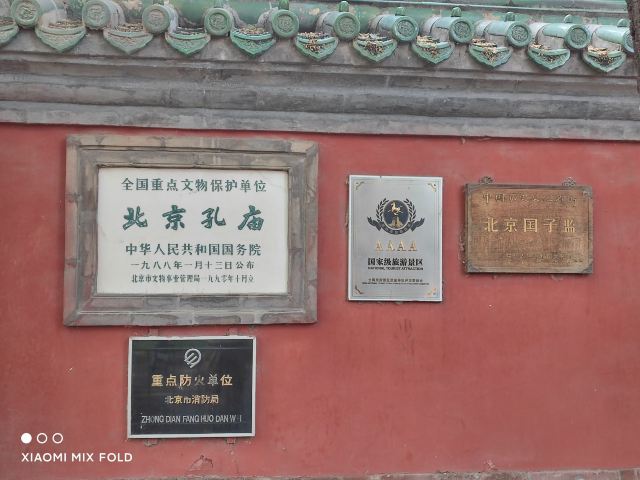 全国重点文物保护单位
北京孔庙
中华人民共和国国务院
一九八八年一月十三日公布
北京市文物事业管理局一九九零年十月立
AAAA
国家级旅游景区
NATIONAL TOURIST ATTRACTION
北京国子监
重点防火单位
北京市消防局
ZHONG DIAN FANG HUO DAN WEI
XIAOMI MIX FOLD